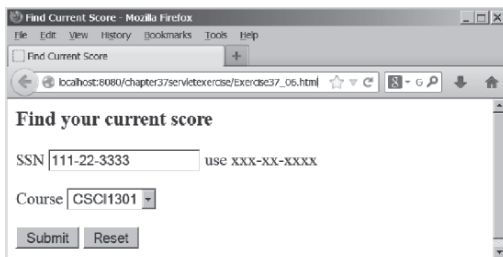 Find Current Score - Mozilla Firefox
File Edit View History Bookmarks Tools Help
Find Current Score +
localhost:8080/chapter37servletexercise/Exercise37_06.html
Find your current score
SSN 111-22-3333 use xxx-xx-xxxx
Course CSCI1301
Submit Reset